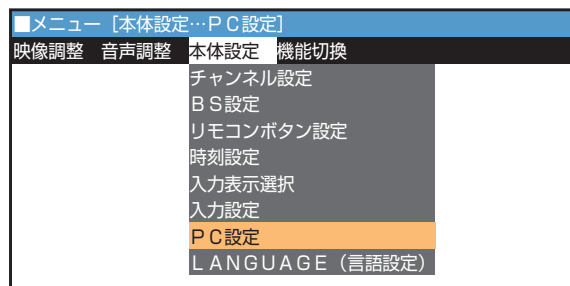 ■メニュー［本体設定…ＰＣ設定］
映像調整 音声調整 本体設定 機能切換
チャンネル設定
ＢＳ設定
リモコンボタン設定
時刻設定
入力表示選択
入力設定
ＰＣ設定
ＬＡＮＧＵＡＧＥ（言語設定）